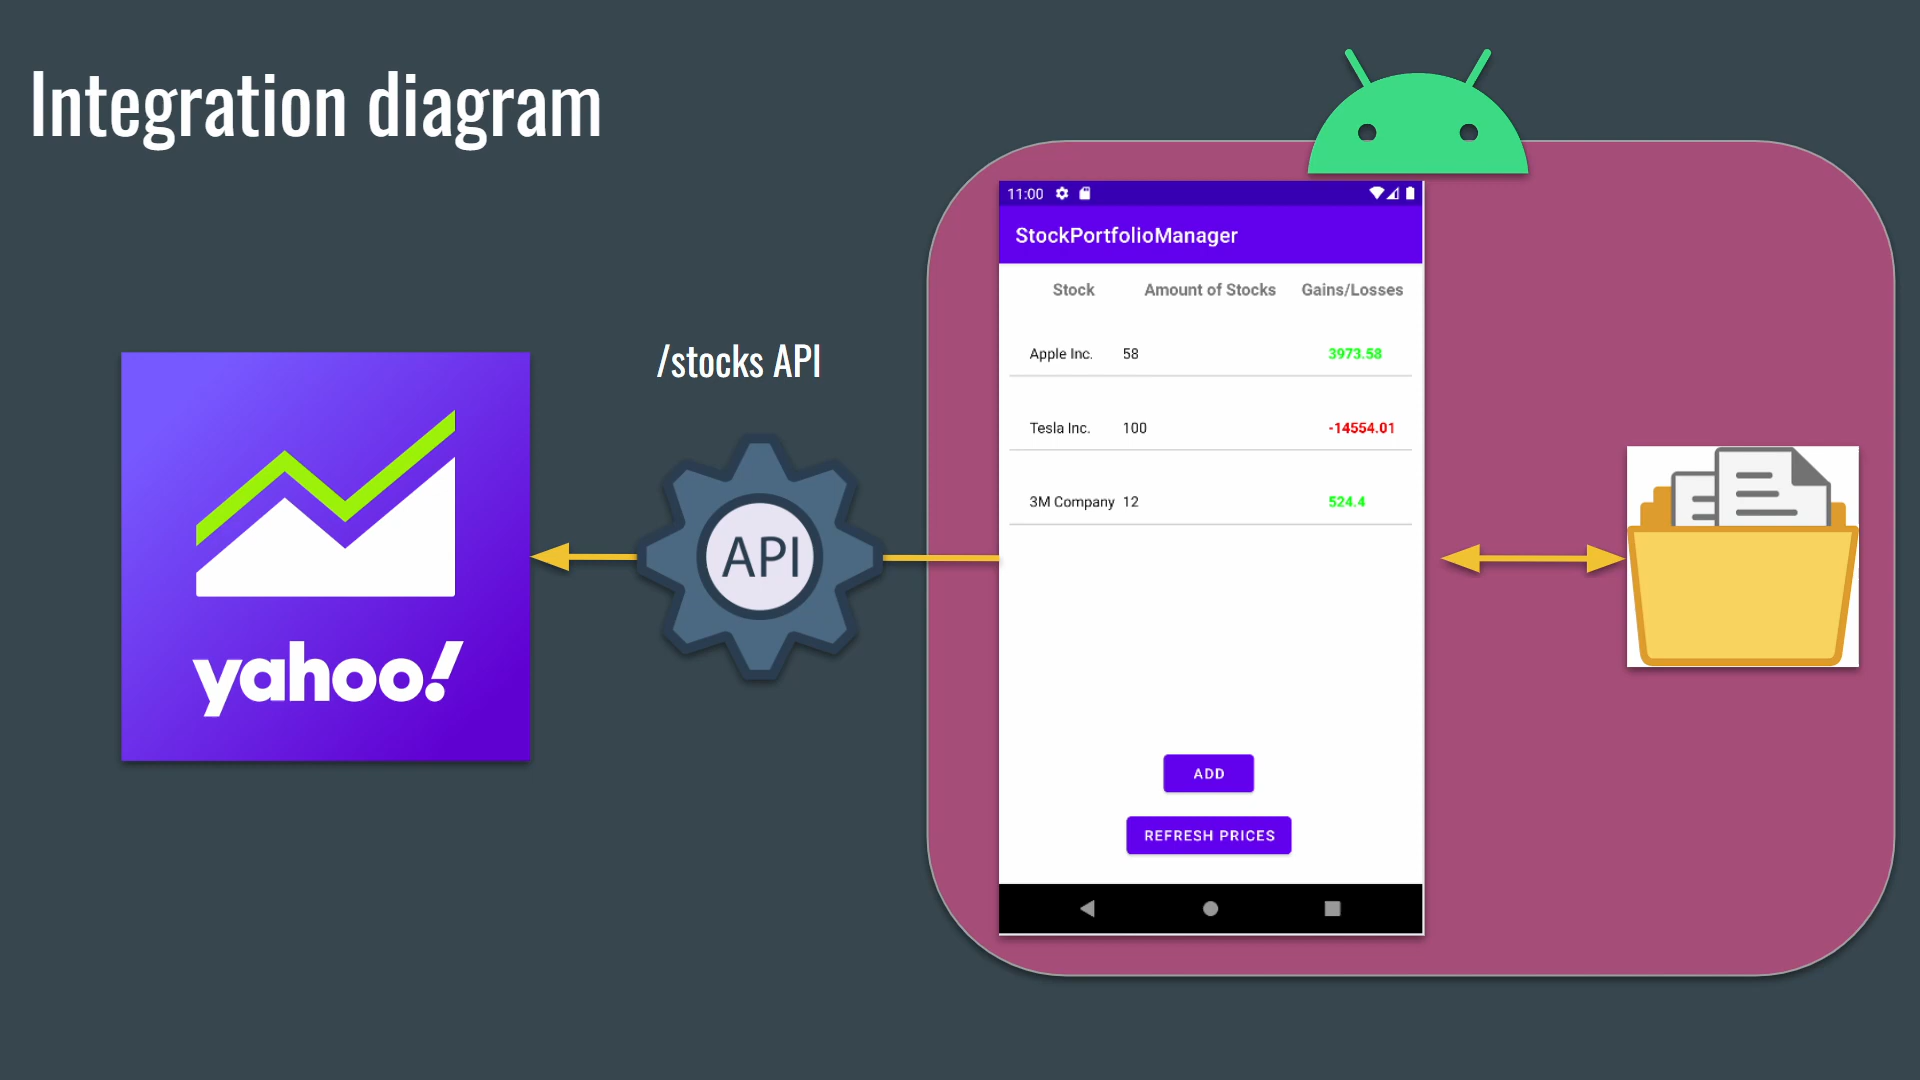 Integration diagram
11:00
StockPortfolioManager
Stock Amount of Stocks Gains/Losses
Apple Inc. 58 3973.58
Tesla Inc. 100 -14554.01
3M Company 12 524.4
ADD
REFRESH PRICES
/stocks API
API
yahoo!